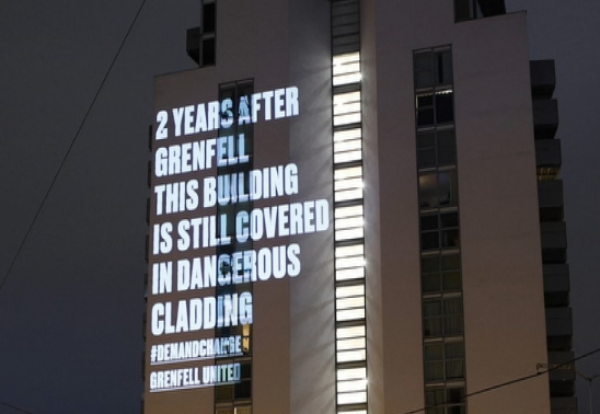 2 YEARS AFTER
GRENFELL
THIS BUILDING
IS STILL COVERED
IN DANGEROUS
CLADDING
#DEMANDCHANGE
GRENFELL UNITED